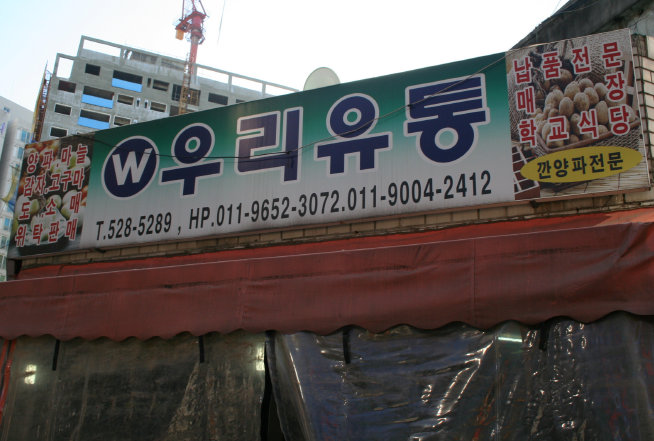 양파 마늘
감자.고구마
도 소 매
위탁판매
W 우리유통
T.528-5289 , HP.011-9652-3072.011-9004-2412
납품전문
매 장
학교식당
깐양파전문